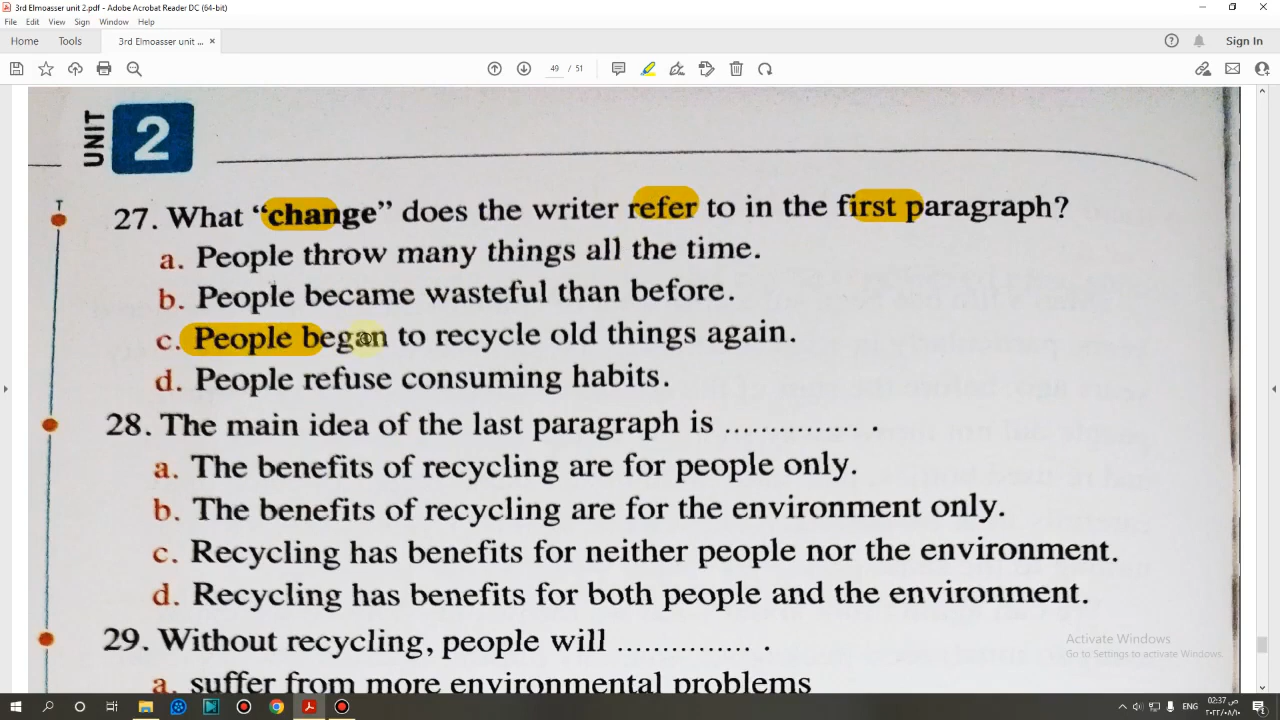 3rd Elmoasser unit 2.pdf - Adobe Acrobat Reader DC (64-bit)
File Edit View Sign Window Help
Home Tools 3rd Elmoasser unit ... × Sign In
49 / 51
UNIT 2
T
27. What “change” does the writer refer to in the first paragraph?
a. People throw many things all the time.
b. People became wasteful than before.
c. People began to recycle old things again.
d. People refuse consuming habits.
28. The main idea of the last paragraph is ............... .
a. The benefits of recycling are for people only.
b. The benefits of recycling are for the environment only.
c. Recycling has benefits for neither people nor the environment.
d. Recycling has benefits for both people and the environment.
29. Without recycling, people will ............... .
a. suffer from more environmental problems
Activate Windows
Go to Settings to activate Windows.
ENG
02:37 ص